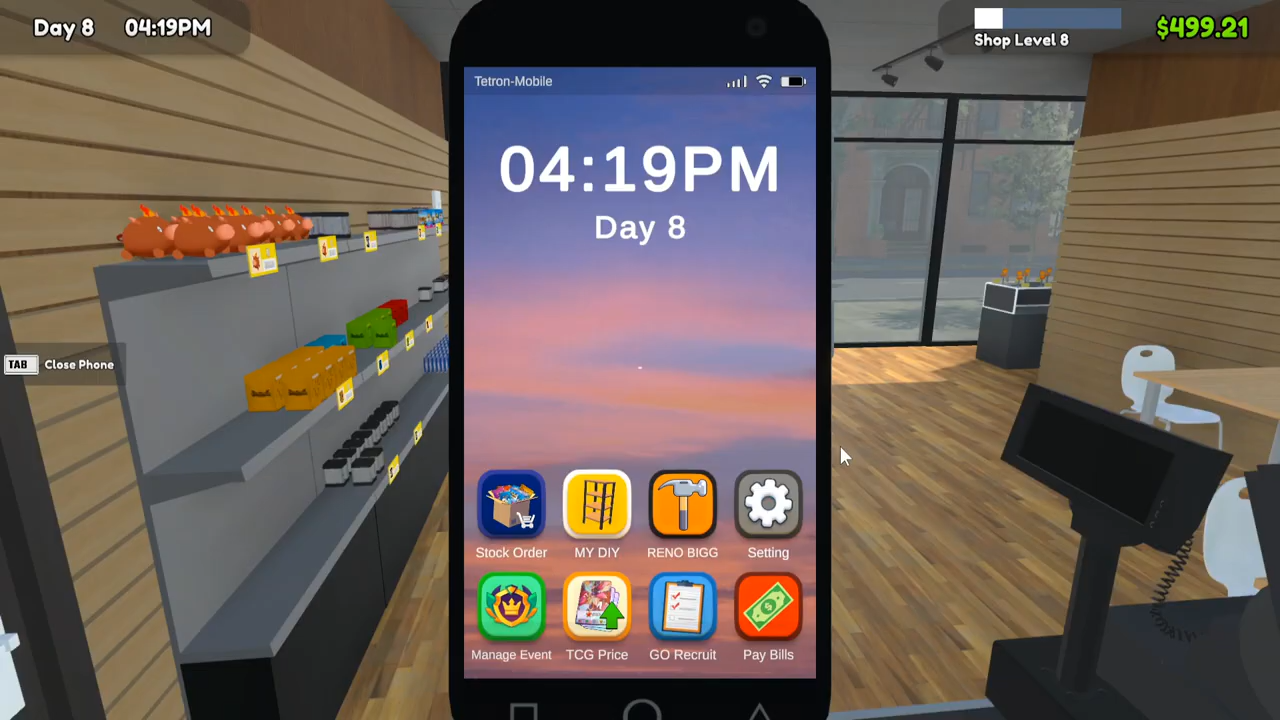 Day 8 04:19PM
Shop Level 8
$499.21
Tetron-Mobile
04:19PM
Day 8
TAB Close Phone
Stock Order MY DIY RENO BIGG Setting
Manage Event TCG Price GO Recruit Pay Bills